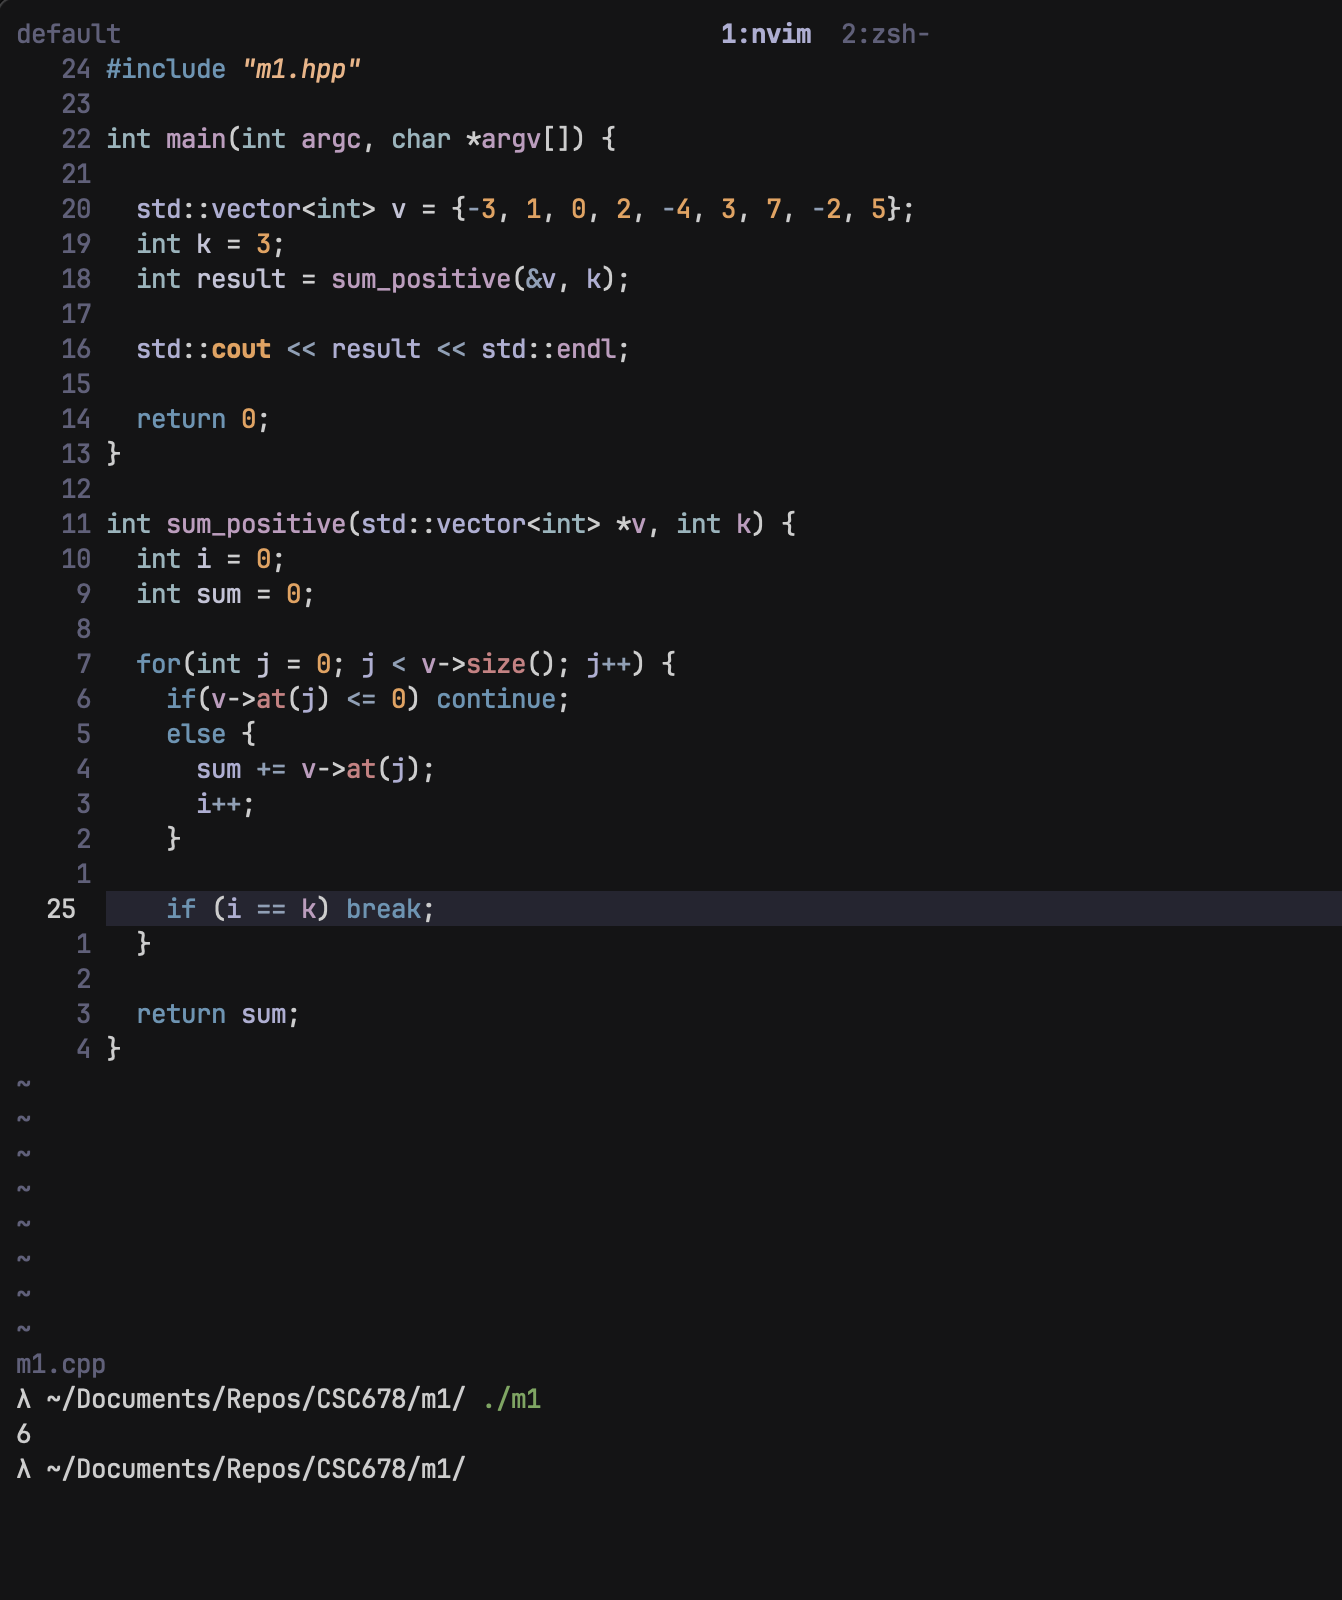 default 1:nvim 2:zsh-
24 #include "m1.hpp"
23
22 int main(int argc, char *argv[]) {
21
20   std::vector<int> v = {-3, 1, 0, 2, -4, 3, 7, -2, 5};
19   int k = 3;
18   int result = sum_positive(&v, k);
17
16   std::cout << result << std::endl;
15
14   return 0;
13 }
12
11 int sum_positive(std::vector<int> *v, int k) {
10   int i = 0;
9   int sum = 0;
8
7   for(int j = 0; j < v->size(); j++) {
6     if(v->at(j) <= 0) continue;
5     else {
4       sum += v->at(j);
3       i++;
2     }
1
25     if (i == k) break;
1   }
2
3   return sum;
4 }
~
~
~
~
~
~
~
~
m1.cpp
λ ~/Documents/Repos/CSC678/m1/ ./m1
6
λ ~/Documents/Repos/CSC678/m1/